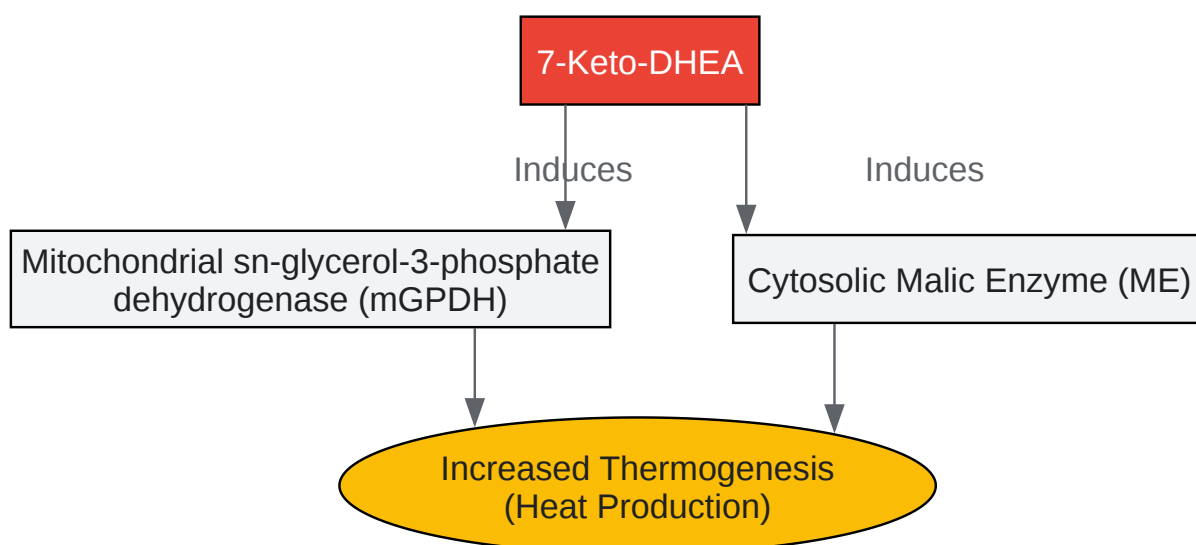 7-Keto-DHEA
Induces
Induces
Mitochondrial sn-glycerol-3-phosphate
dehydrogenase (mGPDH)
Cytosolic Malic Enzyme (ME)
Increased Thermogenesis
(Heat Production)